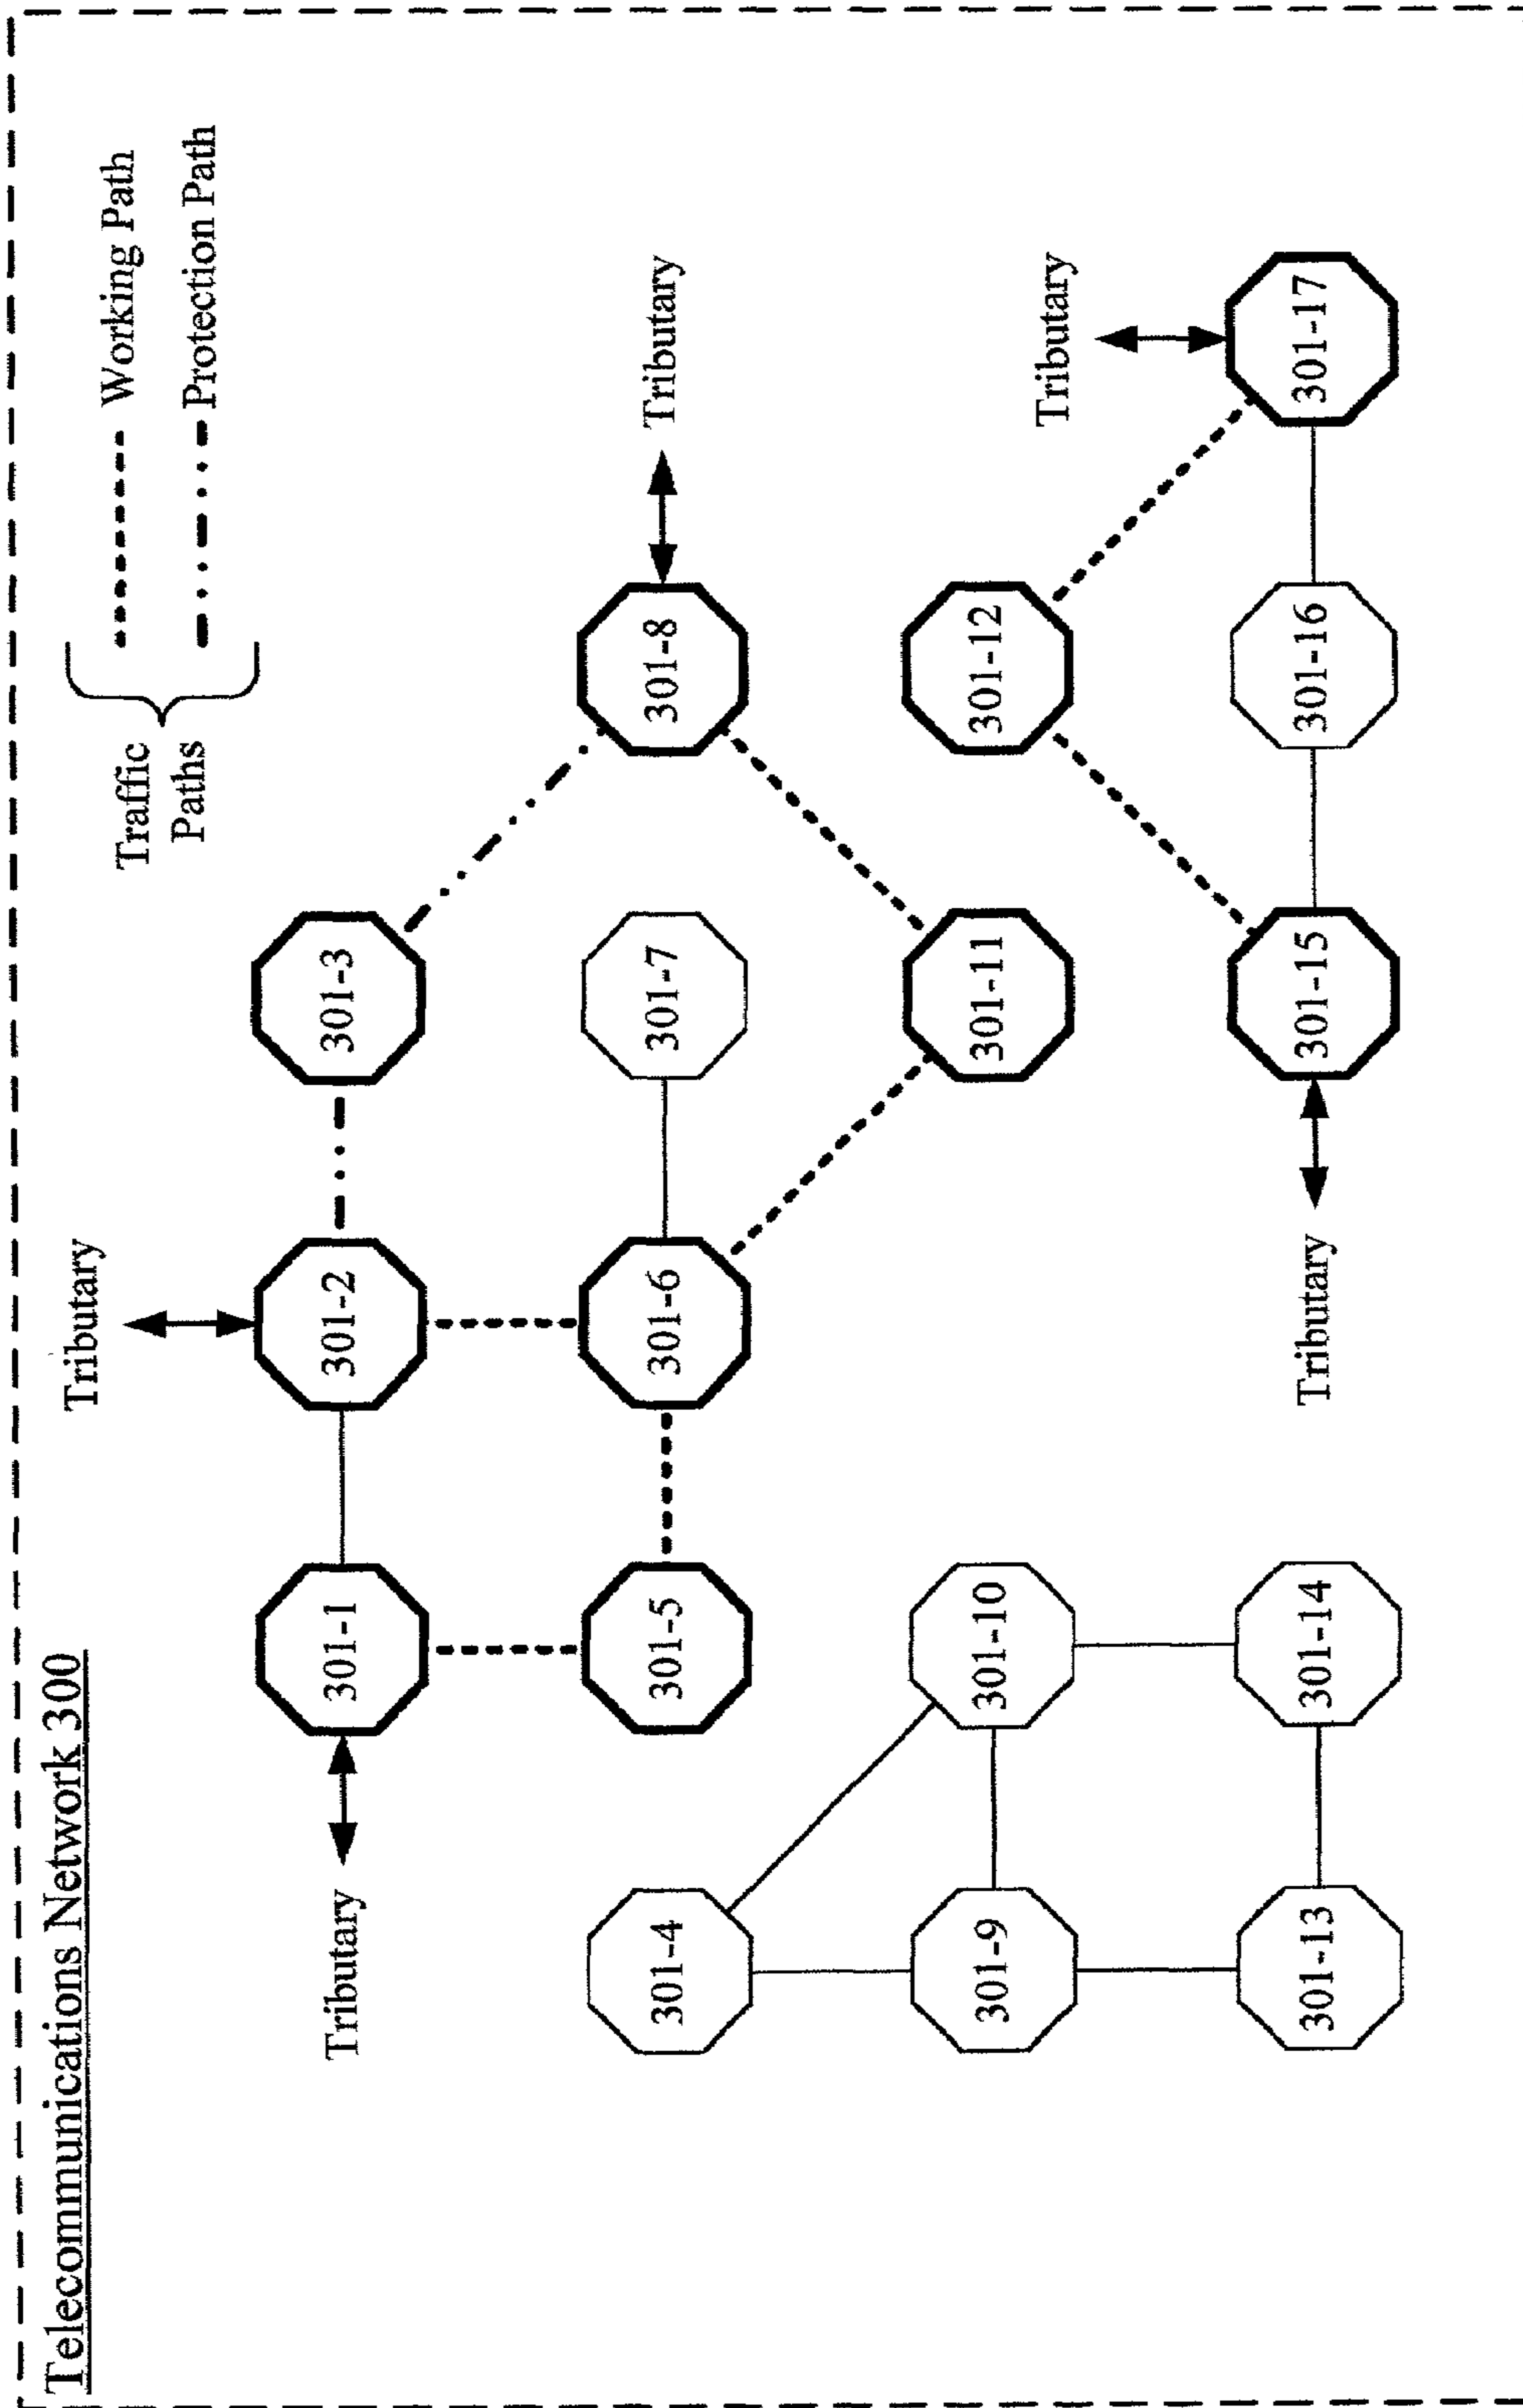 Telecommunications Network 300
Traffic
Paths
Working Path
Protection Path
Tributary
Tributary
301-1
301-2
301-3
301-4
301-5
301-6
301-7
301-8
Tributary
301-9
301-10
301-11
301-12
Tributary
301-13
301-14
Tributary
301-15
301-16
301-17